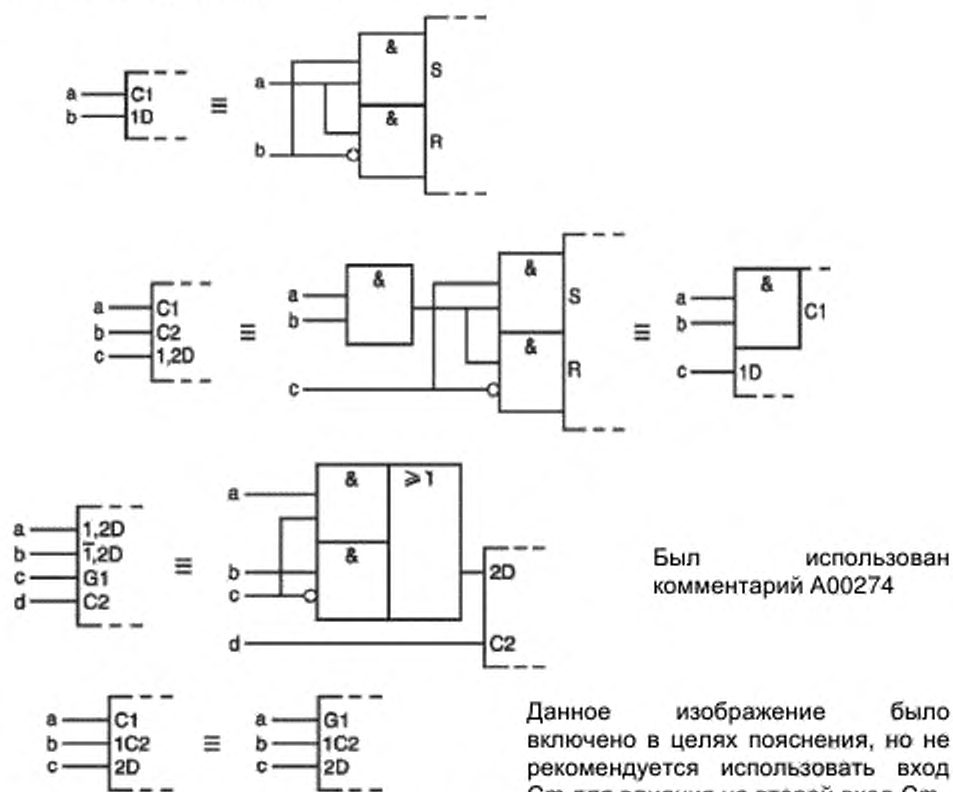 &
a C1 S
b 1D ≡ a
&
b R
&
&
a C1 a S & a
b C2 ≡ b & ≡ b C1
c 1,2D R
c c 1D
a & ≥1
a 1,2D
b 1̅,2D ≡ &
c G1 b 2D
d C2 c
d C2
Был использован
комментарий A00274
a C1 a G1
b 1C2 ≡ b 1C2
c 2D c 2D
Данное изображение было
включено в целях пояснения, но не
рекомендуется использовать вход